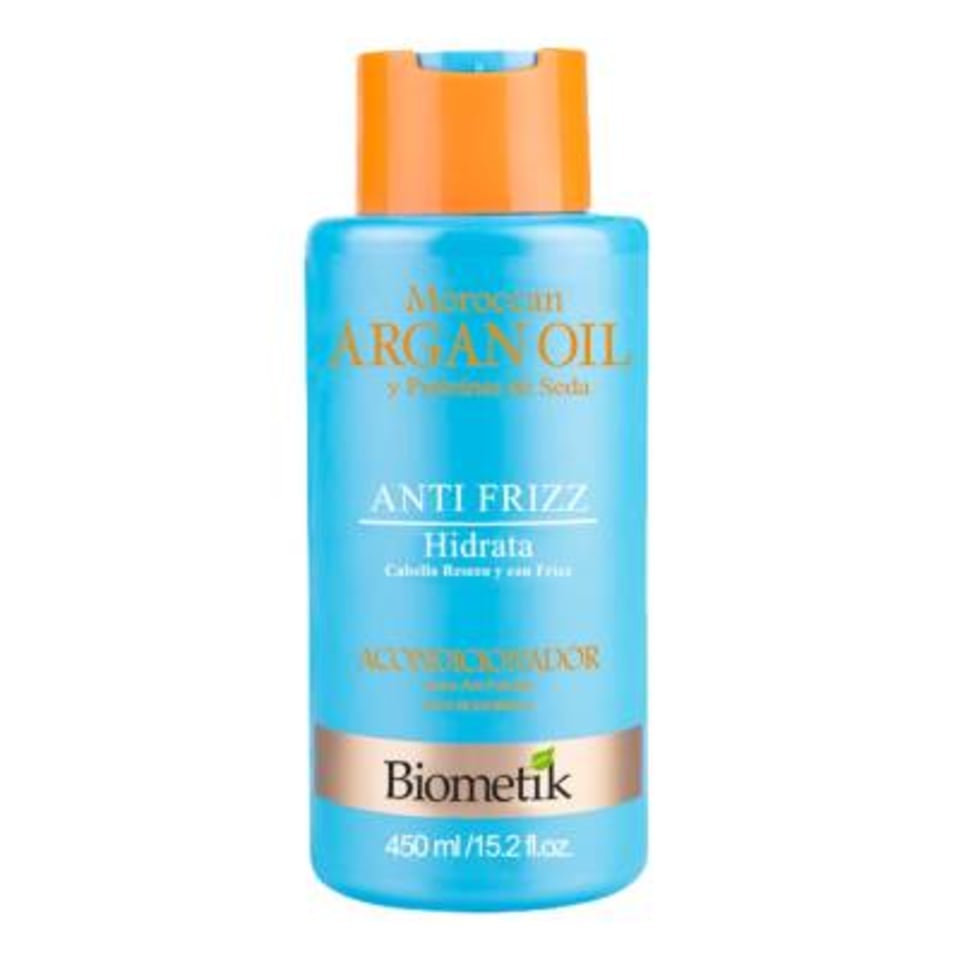 Moroccan
ARGAN OIL
y Proteínas de Seda
ANTI FRIZZ
Hidrata
Cabello Reseco y con Frizz
ACONDICIONADOR
Biometik
450 ml /15.2 fl.oz.